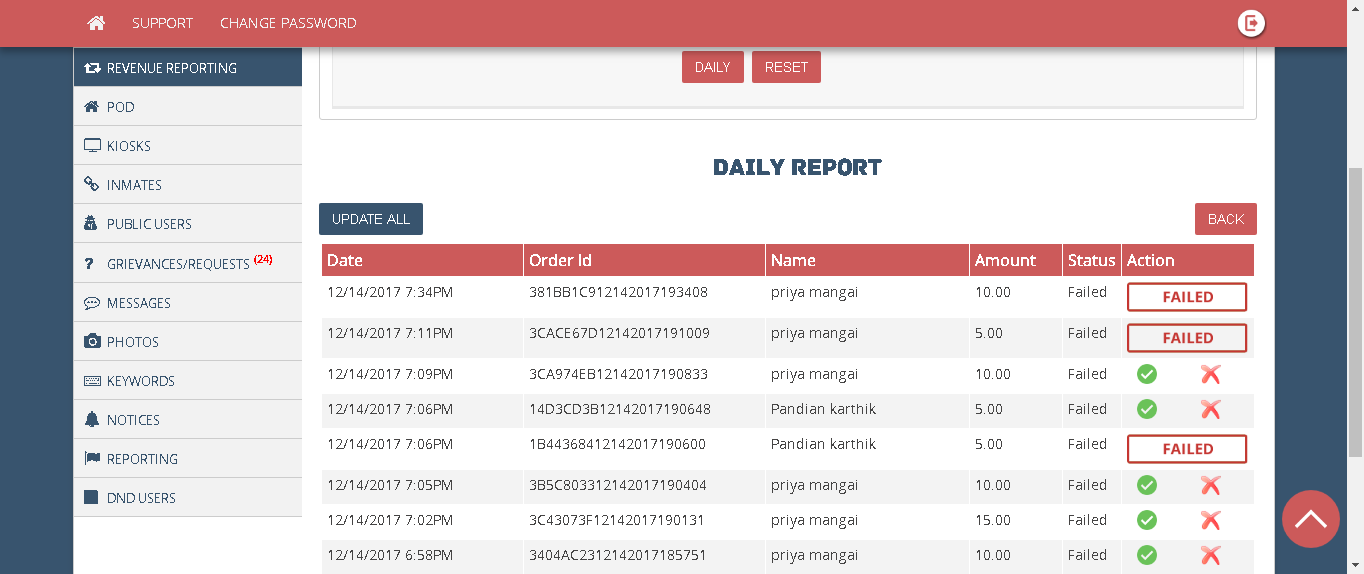 SUPPORT CHANGE PASSWORD
REVENUE REPORTING
POD
KIOSKS
INMATES
PUBLIC USERS
GRIEVANCES/REQUESTS (24)
MESSAGES
PHOTOS
KEYWORDS
NOTICES
REPORTING
DND USERS
DAILY RESET
DAILY REPORT
UPDATE ALL BACK
Date Order Id Name Amount Status Action
12/14/2017 7:34PM 381BB1C912142017193408 priya mangai 10.00 Failed FAILED
12/14/2017 7:11PM 3CACE67D12142017191009 priya mangai 5.00 Failed FAILED
12/14/2017 7:09PM 3CA974EB12142017190833 priya mangai 10.00 Failed
12/14/2017 7:06PM 14D3CD3B12142017190648 Pandian karthik 5.00 Failed
12/14/2017 7:06PM 1B44368412142017190600 Pandian karthik 5.00 Failed FAILED
12/14/2017 7:05PM 3B5C803312142017190404 priya mangai 10.00 Failed
12/14/2017 7:02PM 3C43073F12142017190131 priya mangai 15.00 Failed
12/14/2017 6:58PM 3404AC2312142017185751 priya mangai 10.00 Failed